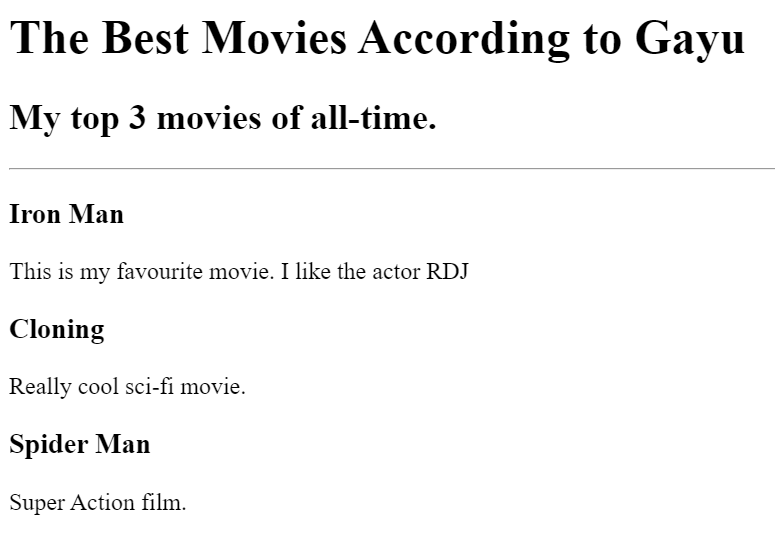 The Best Movies According to Gayu
My top 3 movies of all-time.
Iron Man
This is my favourite movie. I like the actor RDJ
Cloning
Really cool sci-fi movie.
Spider Man
Super Action film.